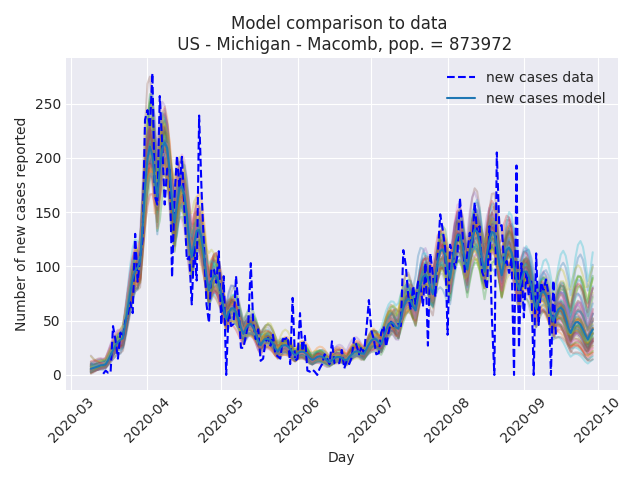 Model comparison to data
US - Michigan - Macomb, pop. = 873972
new cases data
new cases model
Number of new cases reported
250
200
150
100
50
0
2020-03
2020-04
2020-05
2020-06
2020-07
2020-08
2020-09
2020-10
Day